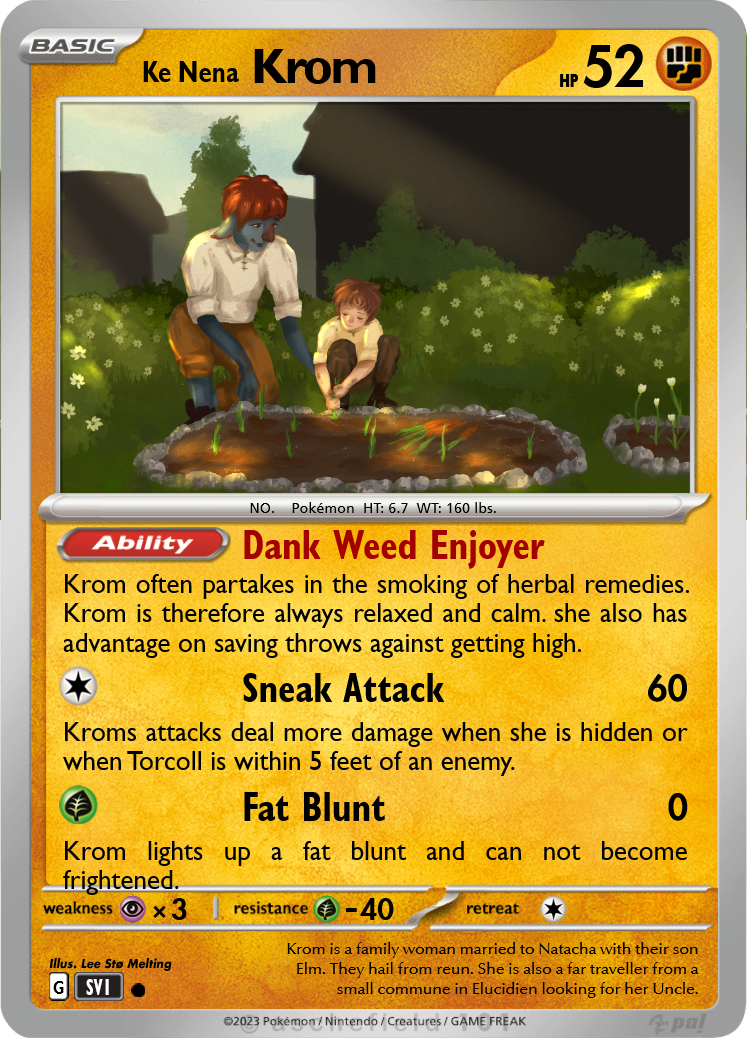 BASIC
Ke Nena Krom HP 52
NO. Pokémon HT: 6.7 WT: 160 lbs.
Ability Dank Weed Enjoyer
Krom often partakes in the smoking of herbal remedies.
Krom is therefore always relaxed and calm. she also has
advantage on saving throws against getting high.
Sneak Attack 60
Kroms attacks deal more damage when she is hidden or
when Torcoll is within 5 feet of an enemy.
Fat Blunt 0
Krom lights up a fat blunt and can not become
frightened.
weakness ×3 resistance -40 retreat
Illus. Lee Stø Melting
G SVI
Krom is a family woman married to Natacha with their son
Elm. They hail from reun. She is also a far traveller from a
small commune in Elucidien looking for her Uncle.
©2023 Pokémon / Nintendo / Creatures / GAME FREAK